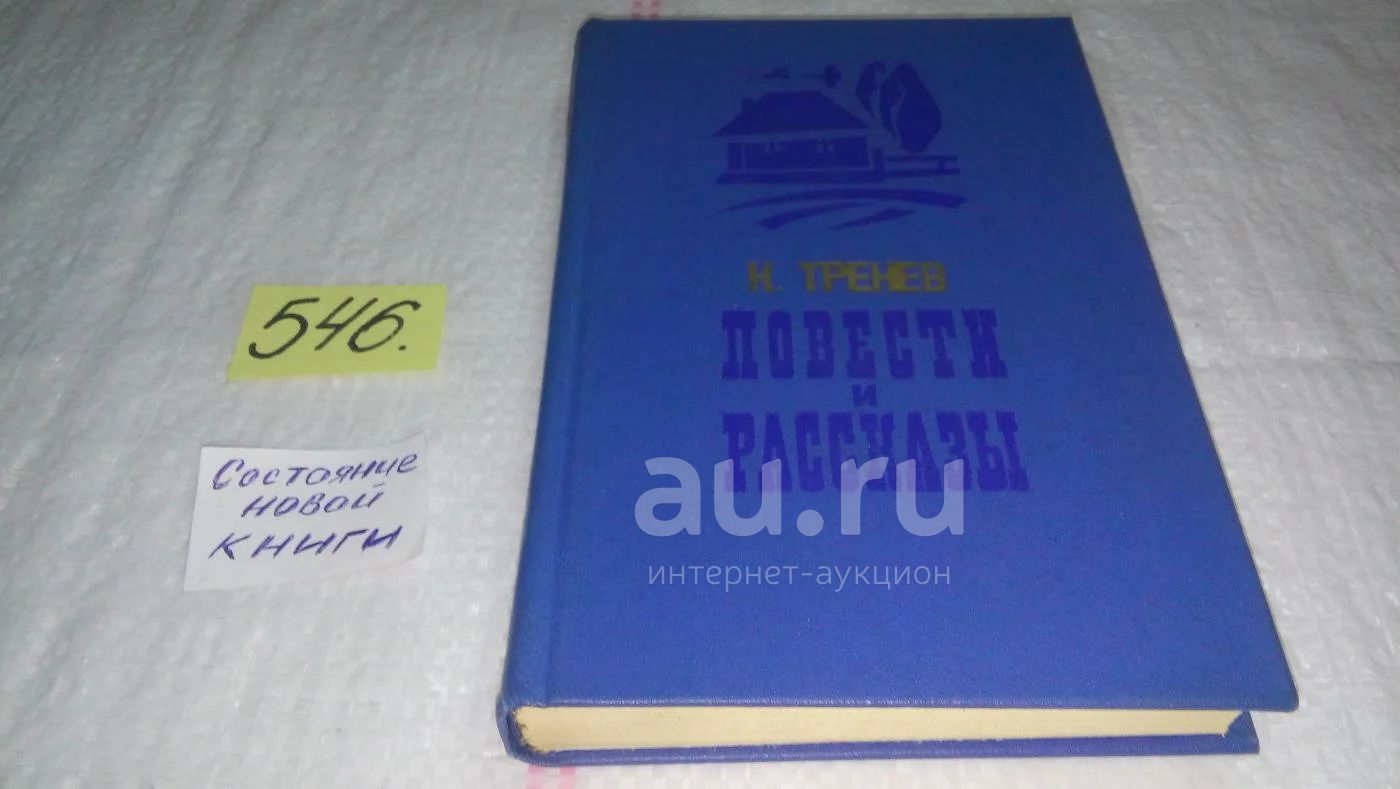 К. ТРЕНЕВ
ПОВЕСТИ
И
РАССКАЗЫ
546.
Состояние
новой
книги
au.ru
интернет-аукцион